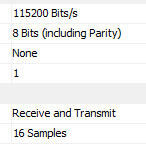 115200 Bits/s
8 Bits (including Parity)
None
1
Receive and Transmit
16 Samples